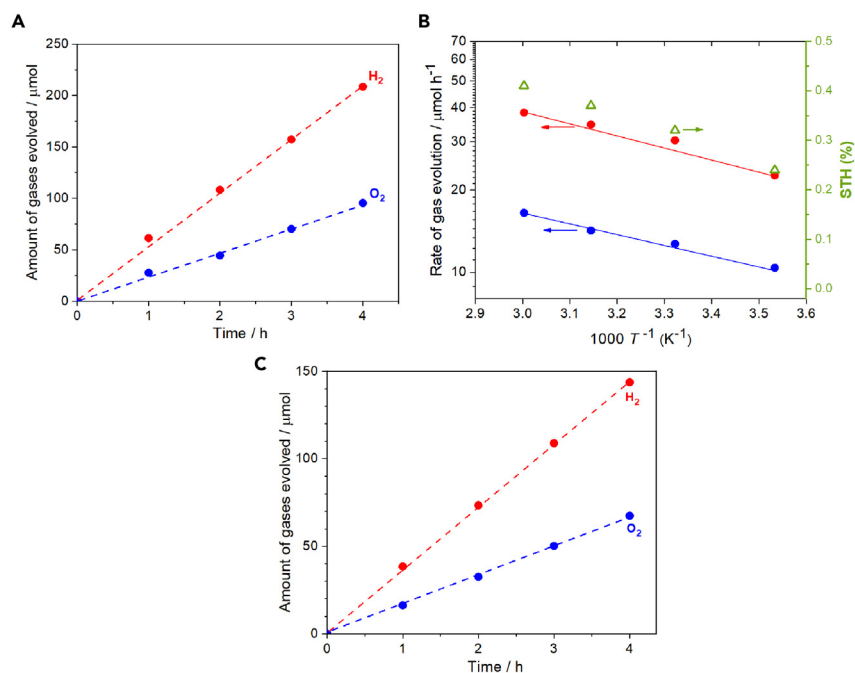 A
250
200
150
100
50
0
0 1 2 3 4
Amount of gases evolved / μmol
Time / h
H₂
O₂
B
70
60
50
40
30
20
10
0.5
0.4
0.3
0.2
0.1
0.0
2.9 3.0 3.1 3.2 3.3 3.4 3.5 3.6
Rate of gas evolution / μmol h⁻¹
STH (%)
1000 T⁻¹ (K⁻¹)
C
150
100
50
0
0 1 2 3 4
Amount of gases evolved / μmol
Time / h
H₂
O₂